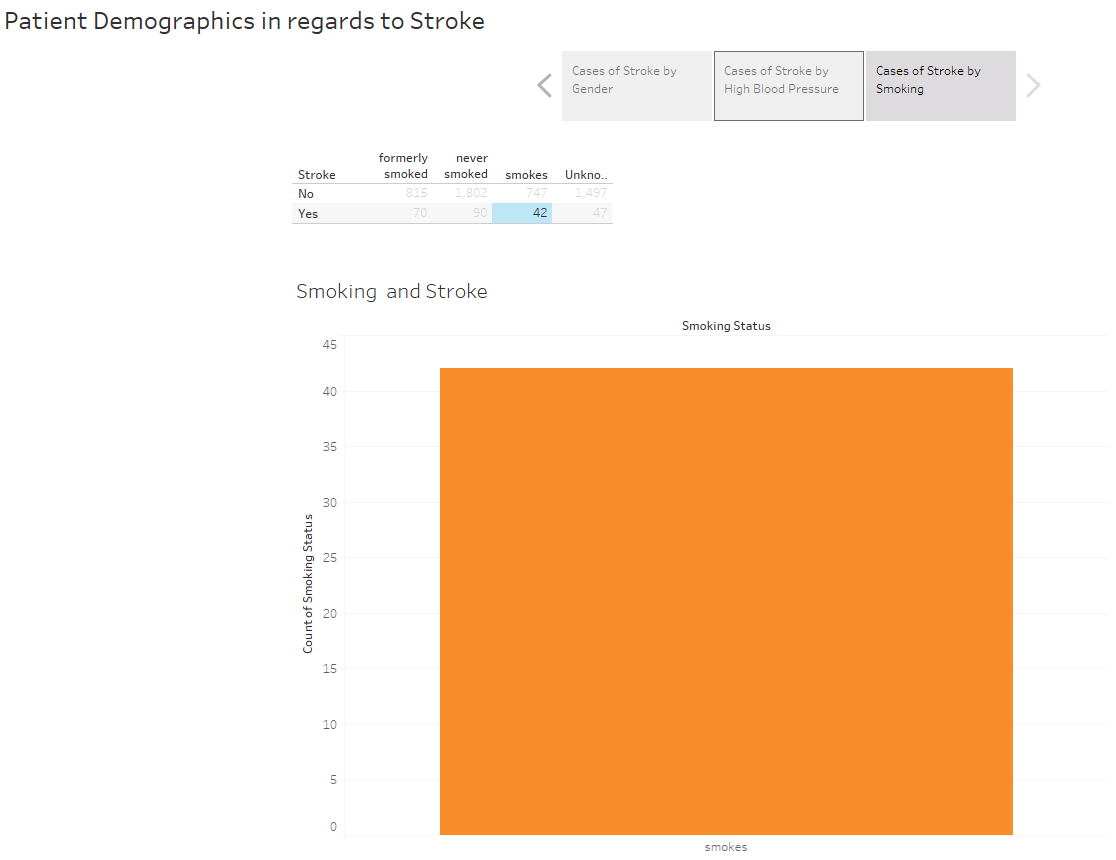 Patient Demographics in regards to Stroke
Cases of Stroke by
Gender
Cases of Stroke by
High Blood Pressure
Cases of Stroke by
Smoking
formerly never
Stroke smoked smoked smokes Unkno..
No 815 1,802 747 1,497
Yes 70 90 42 47
Smoking and Stroke
Smoking Status
45
40
35
30
25
20
15
10
5
0
Count of Smoking Status
smokes